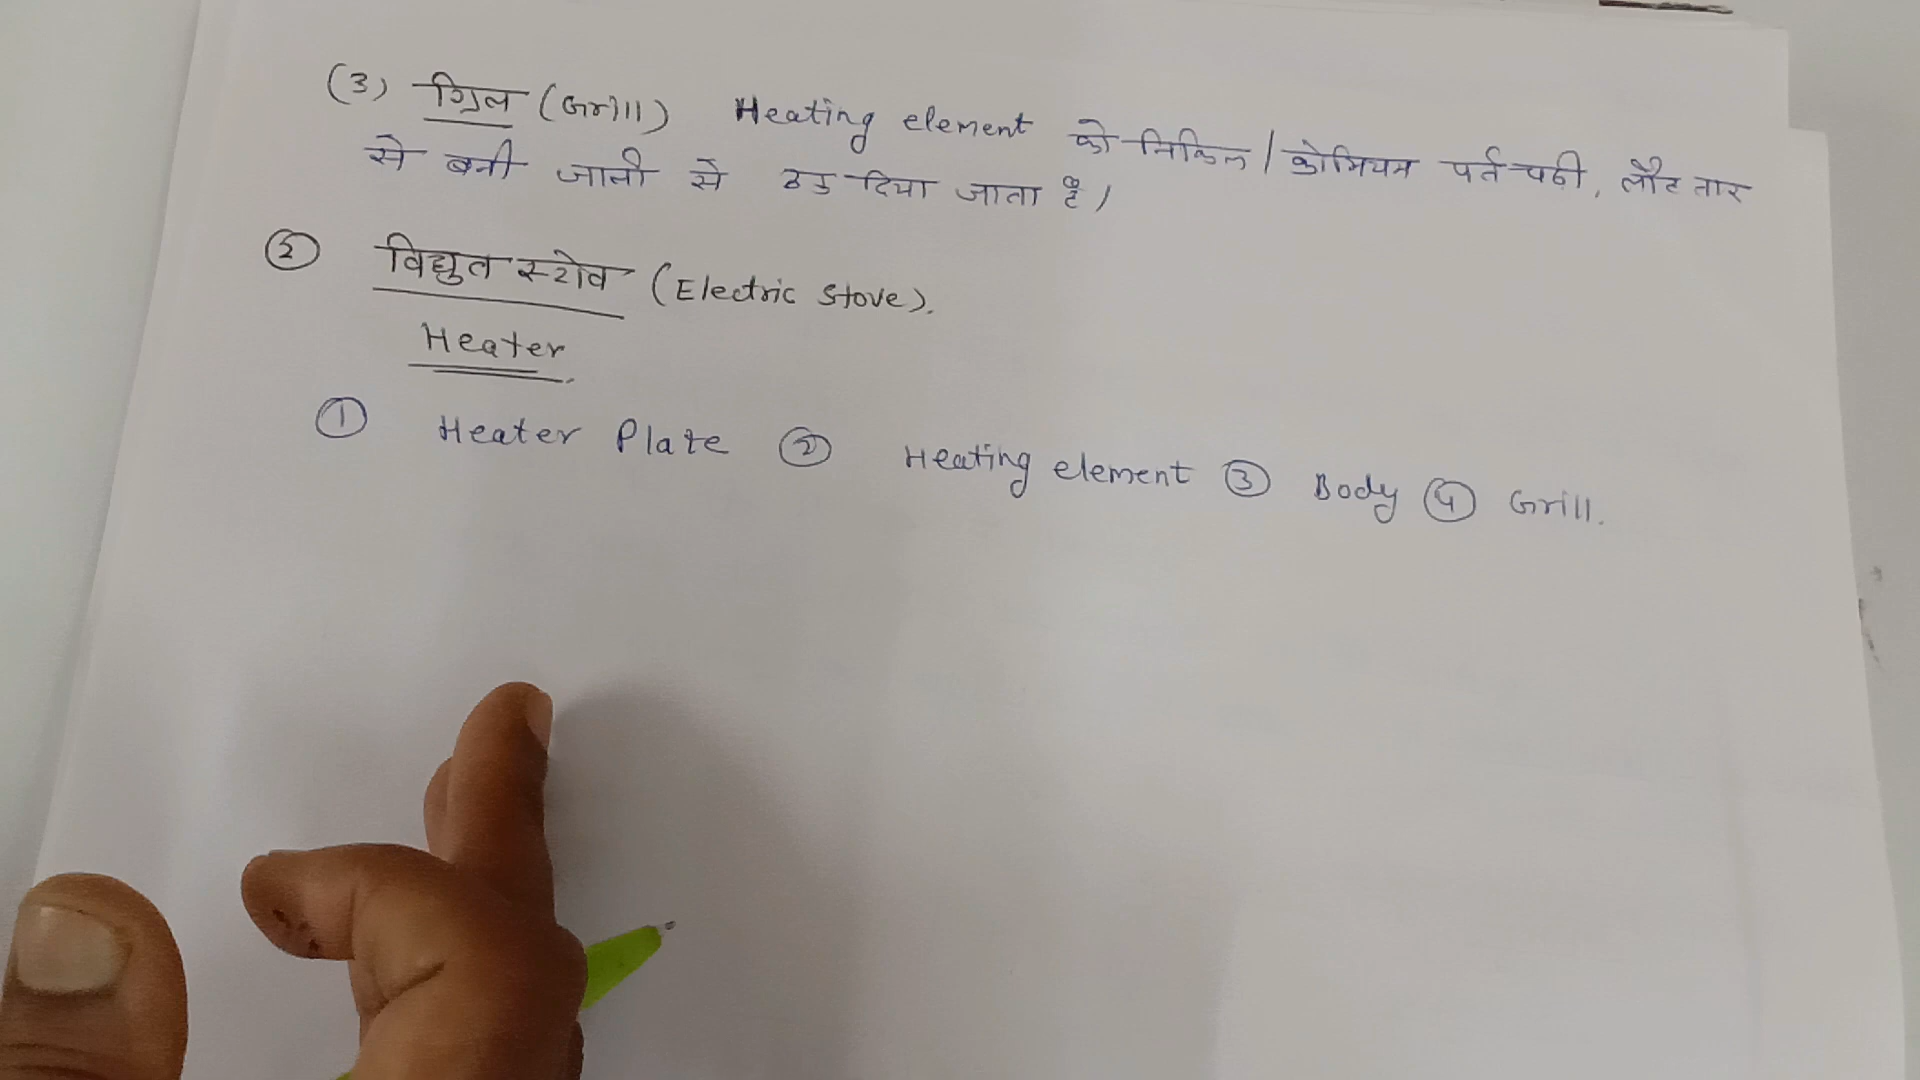 (3) ग्रिल (Grill) Heating element को निकिल / क्रोमियम पर्त चढ़ी, लौह तार
से बनी जाली से ढ़क दिया जाता है।
② विद्युत स्टोव (Electric Stove).
Heater
① Heater Plate ② Heating element ③ Body ④ Grill.